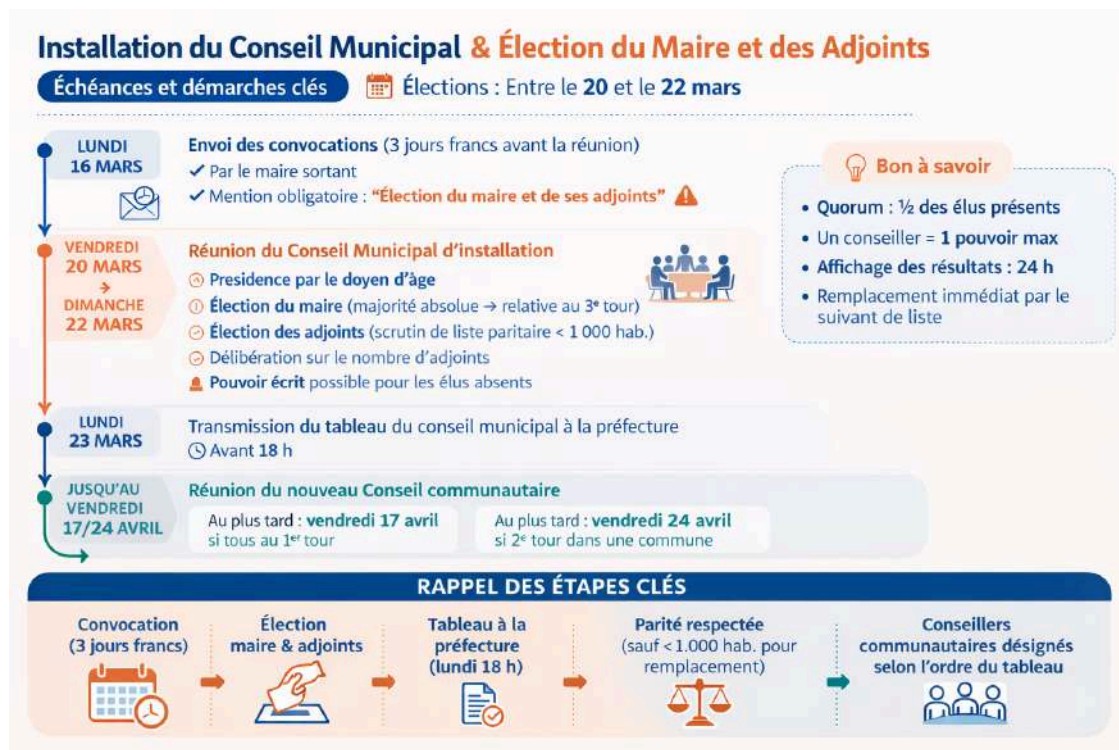 Installation du Conseil Municipal & Élection du Maire et des Adjoints
Échéances et démarches clés
Élections : Entre le 20 et le 22 mars
LUNDI
16 MARS
Envoi des convocations (3 jours francs avant la réunion)
✓ Par le maire sortant
✓ Mention obligatoire : “Élection du maire et de ses adjoints”
VENDREDI
20 MARS
→
DIMANCHE
22 MARS
Réunion du Conseil Municipal d'installation
Presidence par le doyen d'âge
Élection du maire (majorité absolue → relative au 3e tour)
Élection des adjoints (scrutin de liste paritaire < 1 000 hab.)
Délibération sur le nombre d'adjoints
Pouvoir écrit possible pour les élus absents
LUNDI
23 MARS
Transmission du tableau du conseil municipal à la préfecture
Avant 18 h
JUSQU'AU
VENDREDI
17/24 AVRIL
Réunion du nouveau Conseil communautaire
Au plus tard : vendredi 17 avril
si tous au 1er tour
Au plus tard : vendredi 24 avril
si 2e tour dans une commune
Bon à savoir
• Quorum : ½ des élus présents
• Un conseiller = 1 pouvoir max
• Affichage des résultats : 24 h
• Remplacement immédiat par le
suivant de liste
RAPPEL DES ÉTAPES CLÉS
Convocation
(3 jours francs)
Élection
maire & adjoints
Tableau à la
préfecture
(lundi 18 h)
Parité respectée
(sauf < 1.000 hab. pour
remplacement)
Conseillers
communautaires désignés
selon l'ordre du tableau